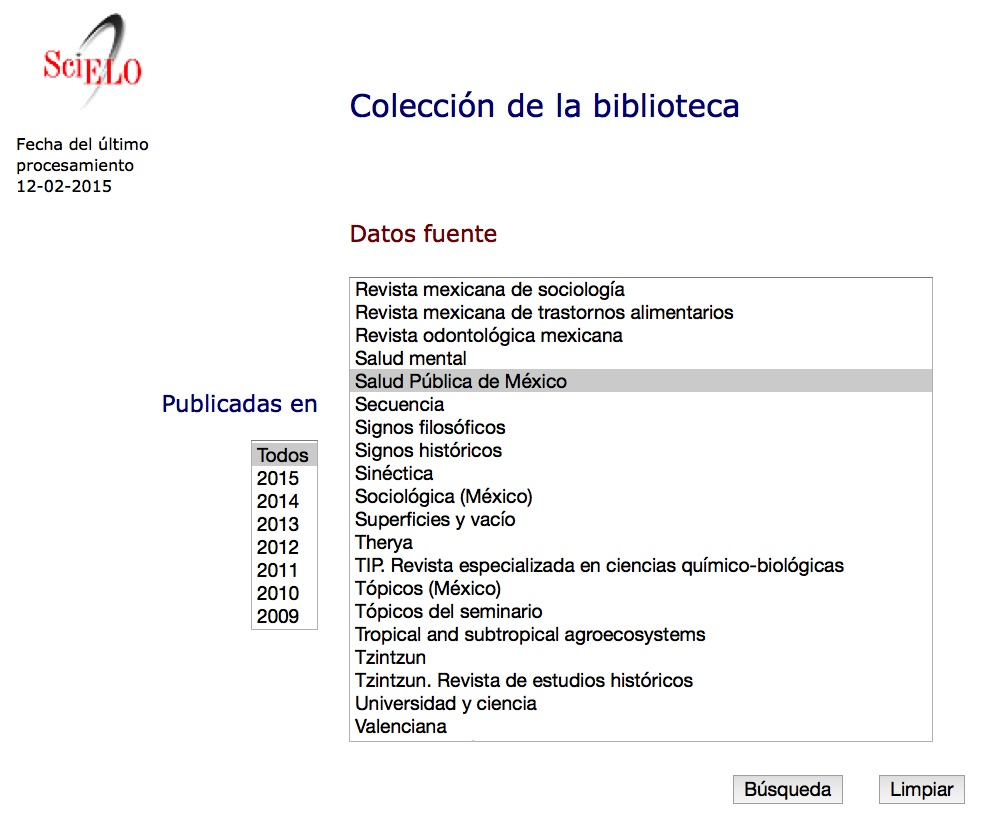 SciELO
Fecha del último
procesamiento
12-02-2015
Colección de la biblioteca
Datos fuente
Publicadas en
Todos
2015
2014
2013
2012
2011
2010
2009
Revista mexicana de sociología
Revista mexicana de trastornos alimentarios
Revista odontológica mexicana
Salud mental
Salud Pública de México
Secuencia
Signos filosóficos
Signos históricos
Sinéctica
Sociológica (México)
Superficies y vacío
Therya
TIP. Revista especializada en ciencias químico-biológicas
Tópicos (México)
Tópicos del seminario
Tropical and subtropical agroecosystems
Tzintzun
Tzintzun. Revista de estudios históricos
Universidad y ciencia
Valenciana
Búsqueda
Limpiar